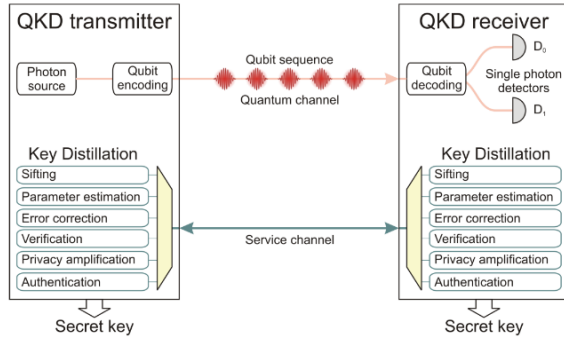 QKD transmitter
Photon
source
Qubit
encoding
Qubit sequence
Quantum channel
QKD receiver
Qubit
decoding
D₀
Single photon
detectors
D₁
Key Distillation
Sifting
Parameter estimation
Error correction
Verification
Privacy amplification
Authentication
Service channel
Key Distillation
Sifting
Parameter estimation
Error correction
Verification
Privacy amplification
Authentication
Secret key
Secret key